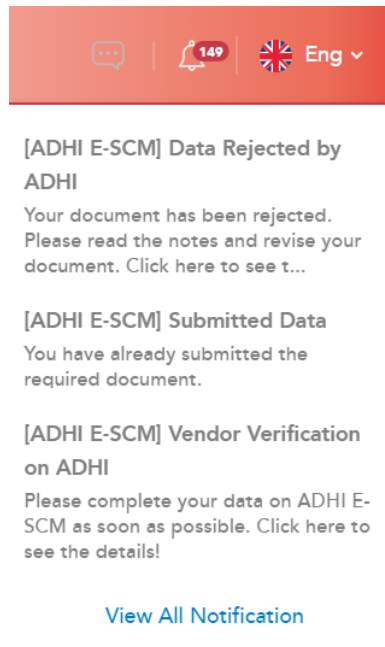 149
Eng
[ADHI E-SCM] Data Rejected by
ADHI
Your document has been rejected.
Please read the notes and revise your
document. Click here to see t...
[ADHI E-SCM] Submitted Data
You have already submitted the
required document.
[ADHI E-SCM] Vendor Verification
on ADHI
Please complete your data on ADHI E-
SCM as soon as possible. Click here to
see the details!
View All Notification